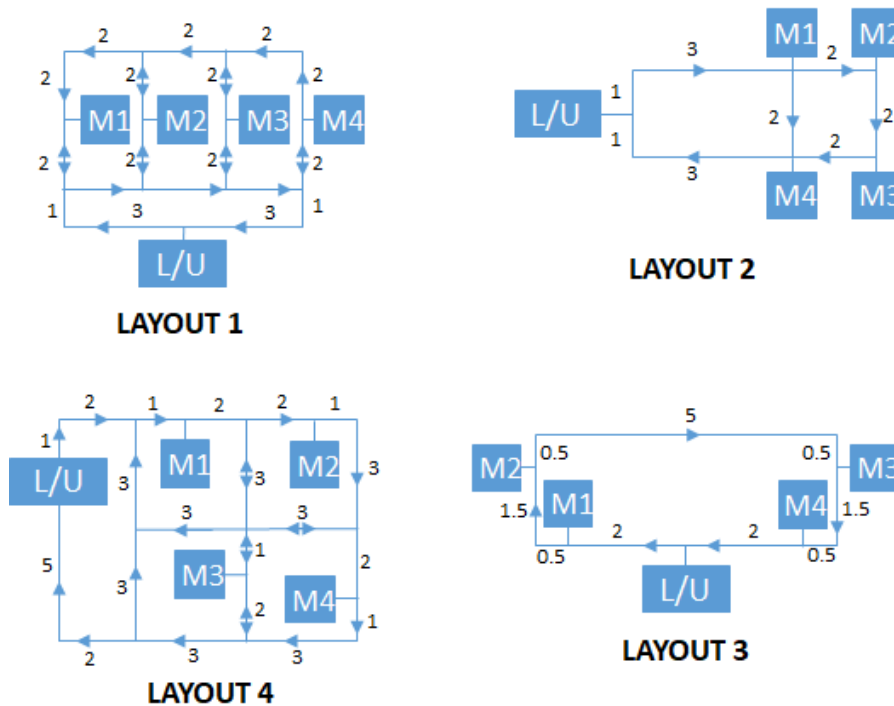 2 2 2
2 2 2 2
M1 M2 M3 M4
2 2 2 2
1 3 3 1
L/U
LAYOUT 1
M1 M2
3 2
L/U 1
2 2
1
2
3
M4 M3
LAYOUT 2
2 1 2 2 1
1
M1 M2
L/U
3 3 3
3 3
1
M3 2
5 3
M4
2 1
2 3 3
LAYOUT 4
5
M2 0.5 0.5 M3
M1 M4
1.5 1.5
0.5 2 2 0.5
L/U
LAYOUT 3